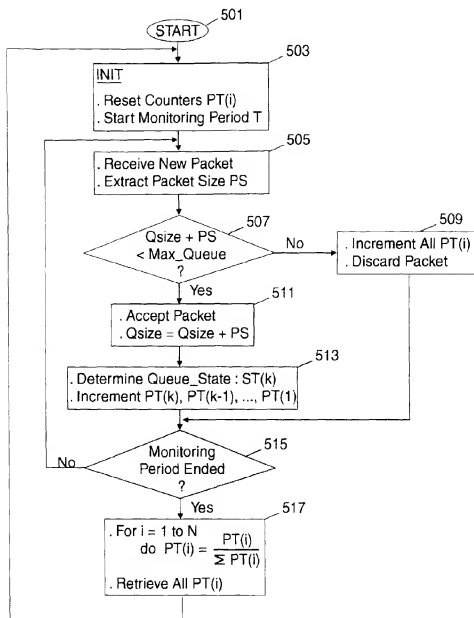 501
START
503
INIT
. Reset Counters PT(i)
. Start Monitoring Period T
505
. Receive New Packet
. Extract Packet Size PS
507
Qsize + PS
< Max_Queue
?
No
509
. Increment All PT(i)
. Discard Packet
Yes
511
. Accept Packet
. Qsize = Qsize + PS
513
. Determine Queue_State : ST(k)
. Increment PT(k), PT(k-1), ..., PT(1)
515
Monitoring
Period Ended
?
No
Yes
517
. For i = 1 to N
do PT(i) = PT(i)
Σ PT(i)
. Retrieve All PT(i)